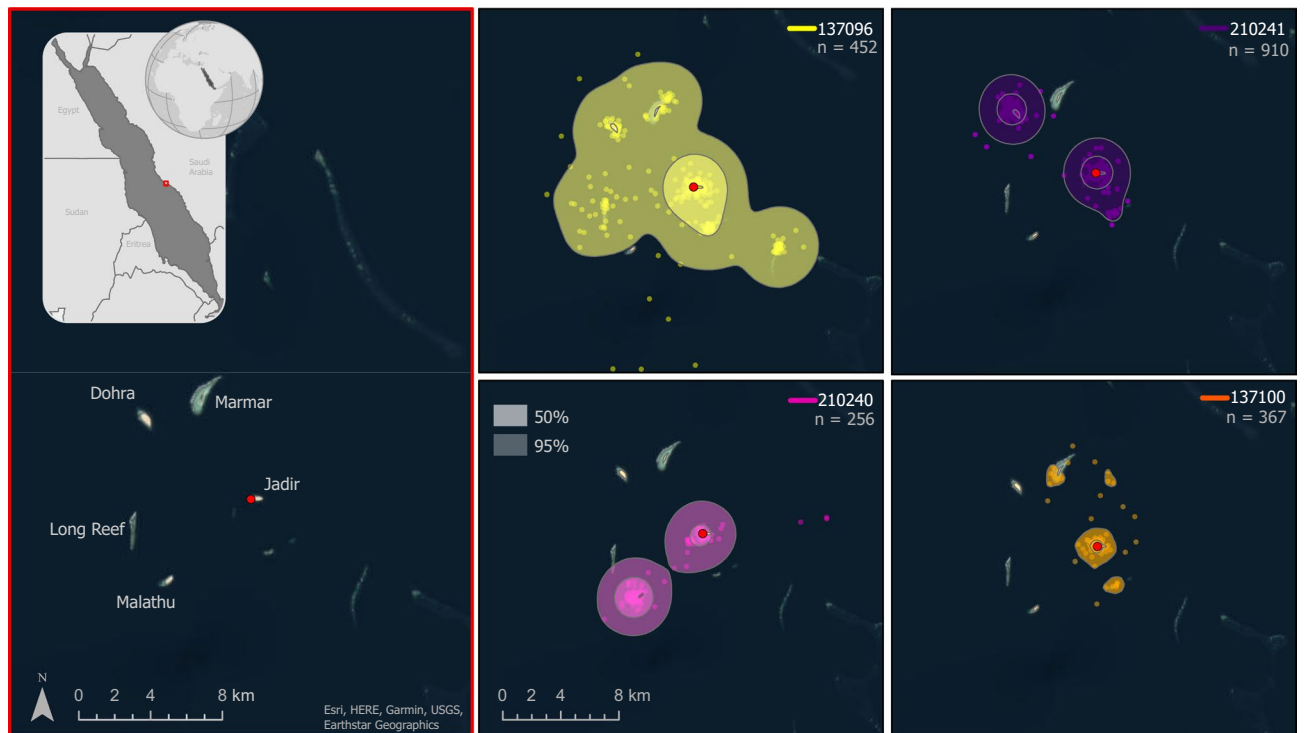 Egypt
Saudi
Arabia
Sudan
Eritrea
Dohra
Marmar
Jadir
Long Reef
Malathu
N
0 2 4 8 km
Esri, HERE, Garmin, USGS,
Earthstar Geographics
137096
n = 452
210241
n = 910
50%
95%
210240
n = 256
0 2 4 8 km
137100
n = 367